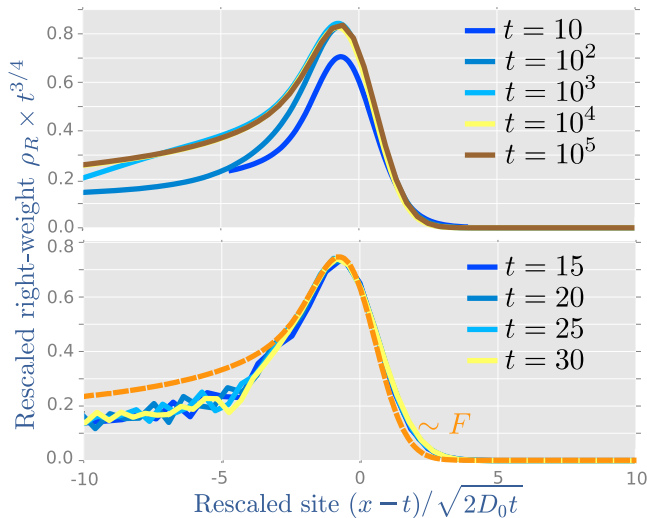 Rescaled right-weight ρ_R × t^{3/4}
0.8
0.6
0.4
0.2
0.0
t = 10
t = 10^2
t = 10^3
t = 10^4
t = 10^5
0.8
0.6
0.4
0.2
0.0
t = 15
t = 20
t = 25
t = 30
∼ F
-10 -5 0 5 10
Rescaled site (x − t)/√(2D_0t)